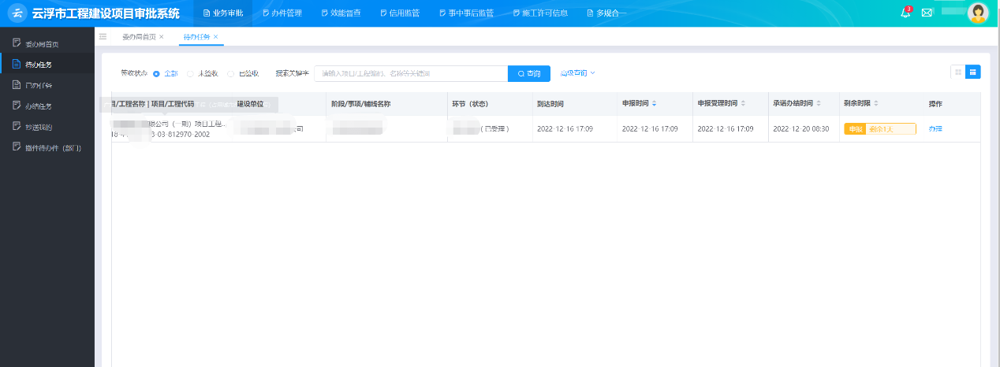 云浮市工程建设项目审批系统
业务审批
办件管理
效能督查
信用监管
事中事后监管
施工许可信息
多规合一
3
委办局首页
待办任务
已办任务
办结任务
抄送我的
撤件待办件（部门）
委办局首页 ×
待办任务 ×
签收状态 全部 未签收 已签收
搜索关键字 请输入项目/工程编码、名称等关键词
查询
高级查询
目/工程名称 | 项目/工程代码
建设单位
阶段/事项/辅线名称
环节（状态）
到达时间
申报时间
申报受理时间
承诺办结时间
剩余时限
操作
限公司（一期）项目工程...
3-03-812970-2002
公司
( 已受理 )
2022-12-16 17:09
2022-12-16 17:09
2022-12-16 17:09
2022-12-20 08:30
申报 剩余1天
办理